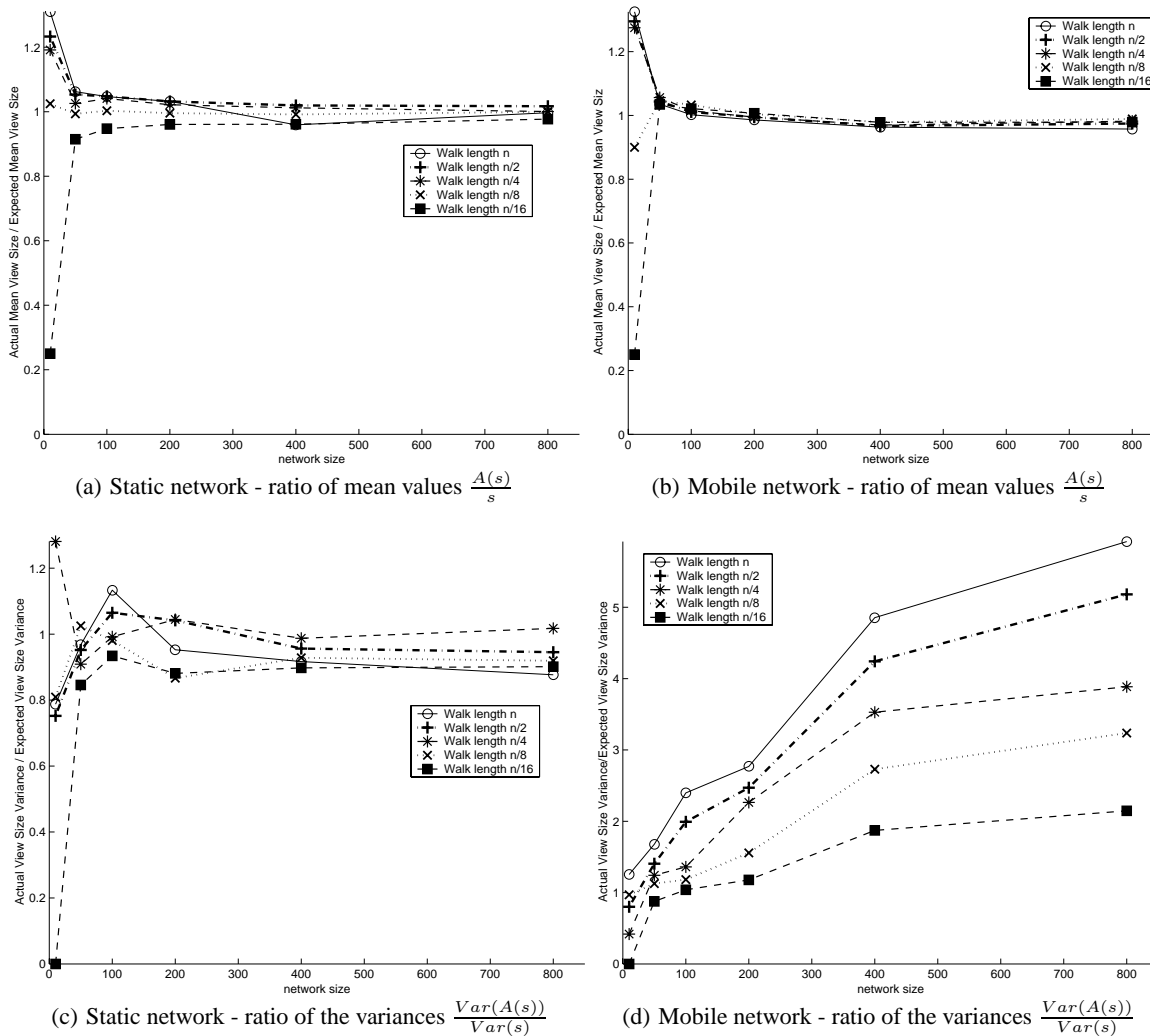 Actual Mean View Size / Expected Mean View Size
1.2
1
0.8
0.6
0.4
0.2
0
0 100 200 300 400 500 600 700 800
network size
Walk length n
Walk length n/2
Walk length n/4
Walk length n/8
Walk length n/16
(a) Static network - ratio of mean values A(s)/s
Actual Mean View Size / Expected Mean View Siz
1.2
1
0.8
0.6
0.4
0.2
0
0 100 200 300 400 500 600 700 800
network size
Walk length n
Walk length n/2
Walk length n/4
Walk length n/8
Walk length n/16
(b) Mobile network - ratio of mean values A(s)/s
Actual View Size Variance / Expected View Size Variance
1.2
1
0.8
0.6
0.4
0.2
0
0 100 200 300 400 500 600 700 800
network size
Walk length n
Walk length n/2
Walk length n/4
Walk length n/8
Walk length n/16
(c) Static network - ratio of the variances Var(A(s))/Var(s)
Actual View Size Variance/Expected View Size Variance
5
4
3
2
1
0
0 100 200 300 400 500 600 700 800
network size
Walk length n
Walk length n/2
Walk length n/4
Walk length n/8
Walk length n/16
(d) Mobile network - ratio of the variances Var(A(s))/Var(s)